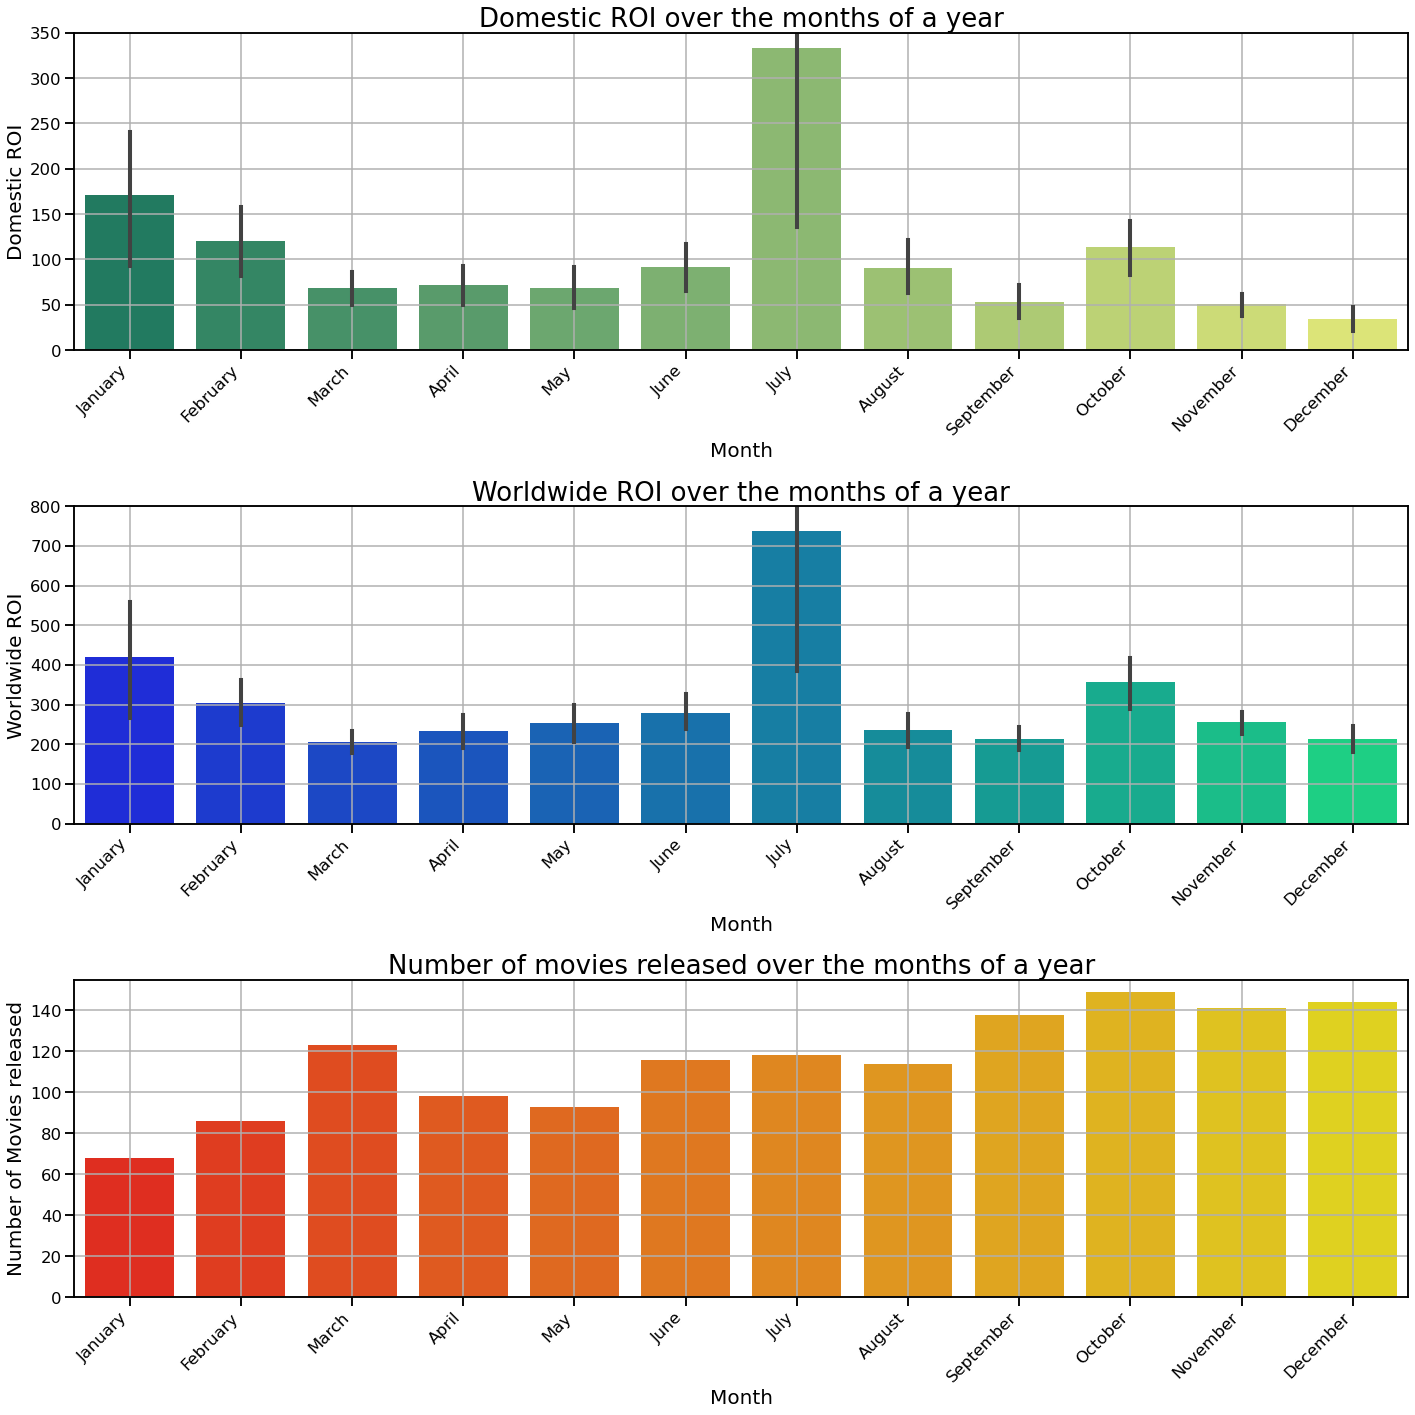 Domestic ROI over the months of a year
Domestic ROI
350
300
250
200
150
100
50
0
January February March April May June July August September October November December
Month
Worldwide ROI over the months of a year
Worldwide ROI
800
700
600
500
400
300
200
100
0
January February March April May June July August September October November December
Month
Number of movies released over the months of a year
Number of Movies released
140
120
100
80
60
40
20
0
January February March April May June July August September October November December
Month